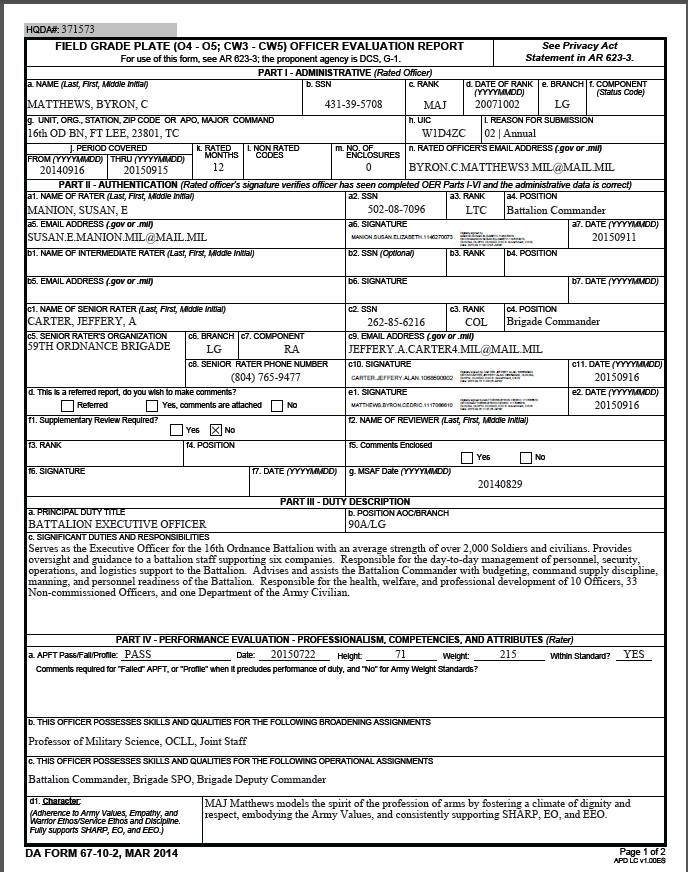 HQDA#: 371573
FIELD GRADE PLATE (O4 - O5; CW3 - CW5) OFFICER EVALUATION REPORT
For use of this form, see AR 623-3; the proponent agency is DCS, G-1.
See Privacy Act
Statement in AR 623-3.
PART I - ADMINISTRATIVE (Rated Officer)
a. NAME (Last, First, Middle Initial)
MATTHEWS, BYRON, C
b. SSN
431-39-5708
c. RANK
MAJ
d. DATE OF RANK
(YYYYMMDD)
20071002
e. BRANCH
LG
f. COMPONENT
(Status Code)
g. UNIT, ORG., STATION, ZIP CODE OR APO, MAJOR COMMAND
16th OD BN, FT LEE, 23801, TC
h. UIC
W1D4ZC
i. REASON FOR SUBMISSION
02 | Annual
j. PERIOD COVERED
FROM (YYYYMMDD)
20140916
THRU (YYYYMMDD)
20150915
k. RATED
MONTHS
12
l. NON RATED
CODES
m. NO. OF
ENCLOSURES
0
n. RATED OFFICER'S EMAIL ADDRESS (.gov or .mil)
BYRON.C.MATTHEWS3.MIL@MAIL.MIL
PART II - AUTHENTICATION (Rated officer's signature verifies officer has been completed OER Parts I-VI and the administrative data is correct)
a1. NAME OF RATER (Last, First, Middle Initial)
MANION, SUSAN, E
a2. SSN
502-08-7096
a3. RANK
LTC
a4. POSITION
Battalion Commander
a5. EMAIL ADDRESS (.gov or .mil)
SUSAN.E.MANION.MIL@MAIL.MIL
a6. SIGNATURE
MANION.SUSAN.ELIZABETH.1146270073
a7. DATE (YYYYMMDD)
20150911
b1. NAME OF INTERMEDIATE RATER (Last, First, Middle Initial)
b2. SSN (Optional)
b3. RANK
b4. POSITION
b5. EMAIL ADDRESS (.gov or .mil)
b6. SIGNATURE
b7. DATE (YYYYMMDD)
c1. NAME OF SENIOR RATER (Last, First, Middle Initial)
CARTER, JEFFERY, A
c2. SSN
262-85-6216
c3. RANK
COL
c4. POSITION
Brigade Commander
c5. SENIOR RATER'S ORGANIZATION
59TH ORDNANCE BRIGADE
c6. BRANCH
LG
c7. COMPONENT
RA
c9. EMAIL ADDRESS (.gov or .mil)
JEFFERY.A.CARTER4.MIL@MAIL.MIL
c8. SENIOR RATER PHONE NUMBER
(804) 765-9477
c10. SIGNATURE
CARTER.JEFFERY.ALAN.1068590902
c11. DATE (YYYYMMDD)
20150916
d. This is a referred report, do you wish to make comments?
Referred
Yes, comments are attached
No
e1. SIGNATURE
MATTHEWS.BYRON.CEDRIC.1117066610
e2. DATE (YYYYMMDD)
20150916
f1. Supplementary Review Required?
Yes
No
f2. NAME OF REVIEWER (Last, First, Middle Initial)
f3. RANK
f4. POSITION
f5. Comments Enclosed
Yes
No
f6. SIGNATURE
f7. DATE (YYYYMMDD)
g. MSAF Date (YYYYMMDD)
20140829
PART III - DUTY DESCRIPTION
a. PRINCIPAL DUTY TITLE
BATTALION EXECUTIVE OFFICER
b. POSITION AOC/BRANCH
90A/LG
c. SIGNIFICANT DUTIES AND RESPONSIBILITIES
Serves as the Executive Officer for the 16th Ordnance Battalion with an average strength of over 2,000 Soldiers and civilians. Provides
oversight and guidance to a battalion staff supporting six companies. Responsible for the day-to-day management of personnel, security,
operations, and logistics support to the Battalion. Advises and assists the Battalion Commander with budgeting, command supply discipline,
manning, and personnel readiness of the Battalion. Responsible for the health, welfare, and professional development of 10 Officers, 33
Non-commissioned Officers, and one Department of the Army Civilian.
PART IV - PERFORMANCE EVALUATION - PROFESSIONALISM, COMPETENCIES, AND ATTRIBUTES (Rater)
a. APFT Pass/Fail/Profile: PASS Date: 20150722 Height: 71 Weight: 215 Within Standard? YES
Comments required for "Failed" APFT, or "Profile" when it precludes performance of duty, and "No" for Army Weight Standards?
b. THIS OFFICER POSSESSES SKILLS AND QUALITIES FOR THE FOLLOWING BROADENING ASSIGNMENTS
Professor of Military Science, OCLL, Joint Staff
c. THIS OFFICER POSSESSES SKILLS AND QUALITIES FOR THE FOLLOWING OPERATIONAL ASSIGNMENTS
Battalion Commander, Brigade SPO, Brigade Deputy Commander
d1. Character:
(Adherence to Army Values, Empathy, and
Warrior Ethos/Service Ethos and Discipline.
Fully supports SHARP, EO, and EEO.)
MAJ Matthews models the spirit of the profession of arms by fostering a climate of dignity and
respect, embodying the Army Values, and consistently supporting SHARP, EO, and EEO.
DA FORM 67-10-2, MAR 2014
Page 1 of 2
APD LC v1.00ES